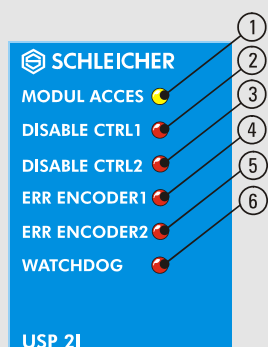 1
SCHLEICHER
2
MODUL ACCES
3
DISABLE CTRL1
4
DISABLE CTRL2
5
ERR ENCODER1
6
ERR ENCODER2
WATCHDOG
USP 2I